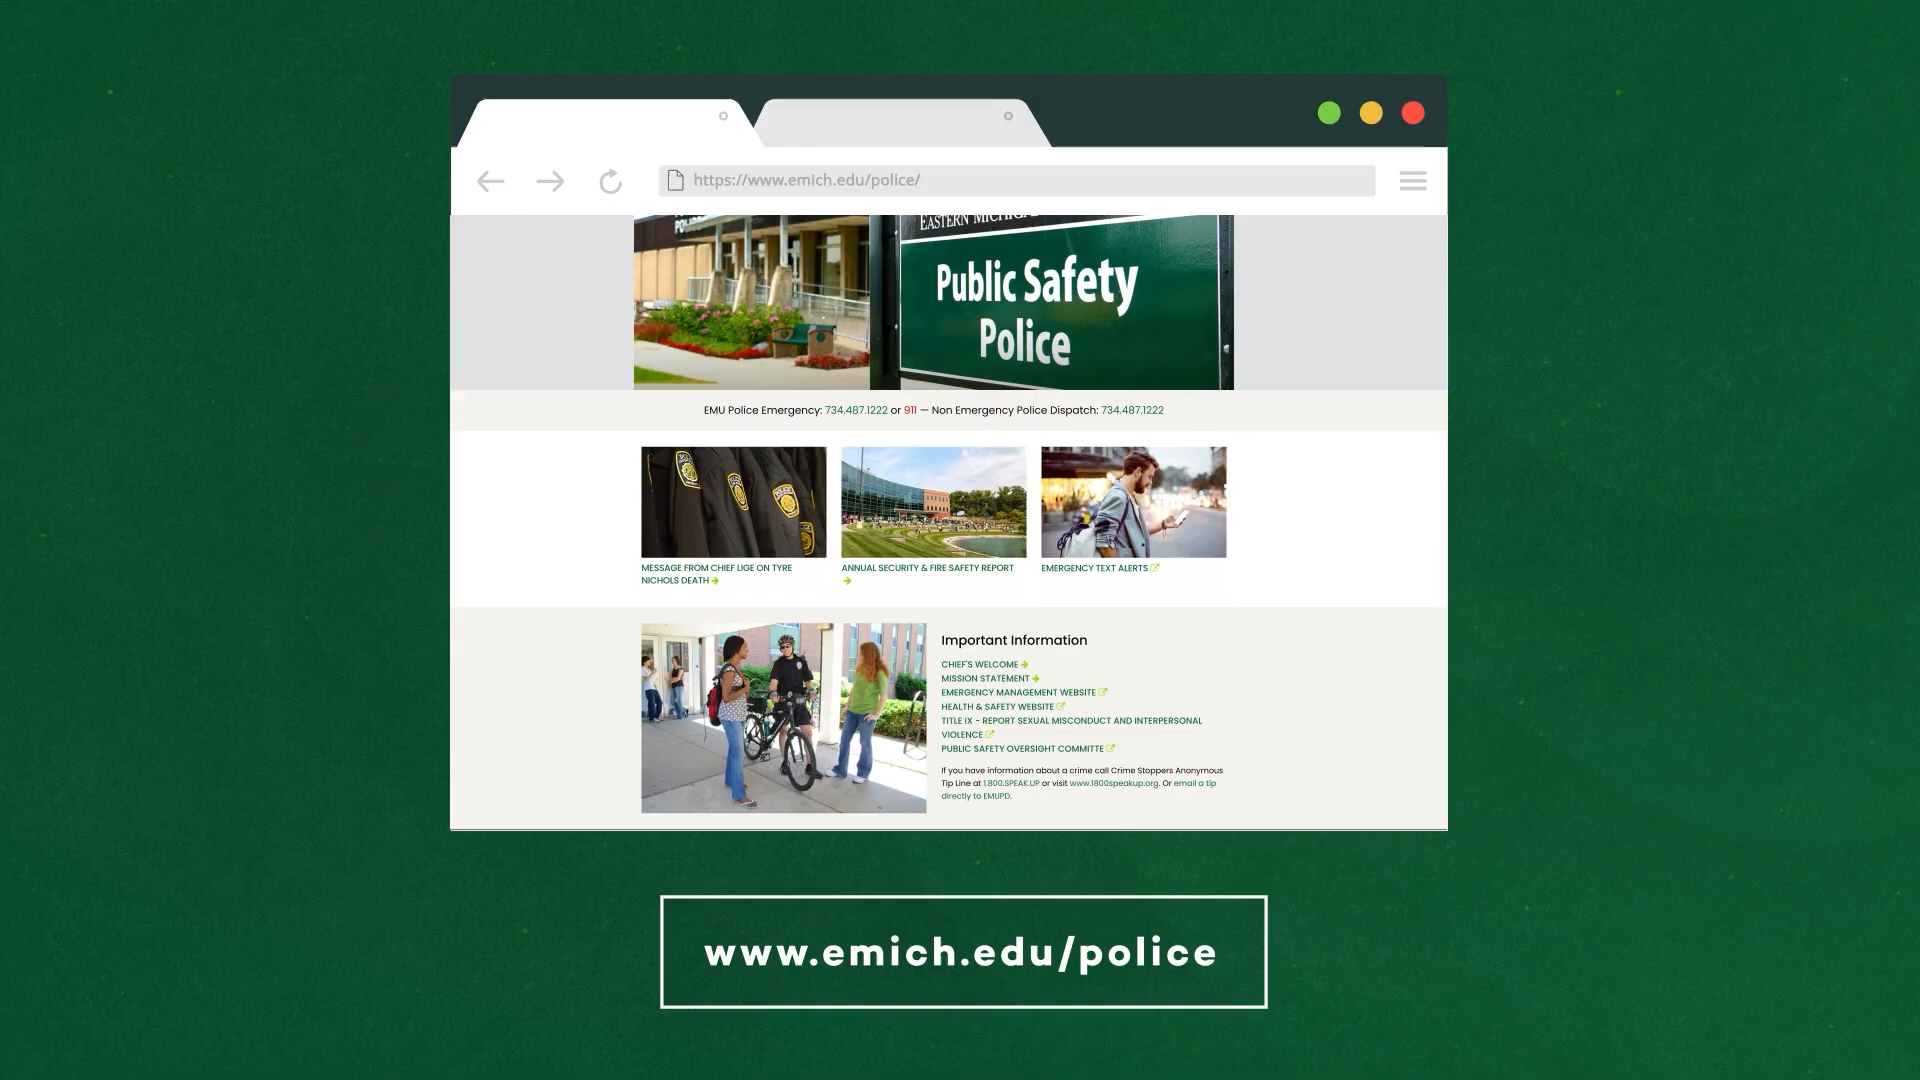 https://www.emich.edu/police/
EASTERN MICHIGAN
Public Safety
Police
EMU Police Emergency: 734.487.1222 or 911 — Non Emergency Police Dispatch: 734.487.1222
MESSAGE FROM CHIEF LIGE ON TYRE
NICHOLS DEATH
ANNUAL SECURITY & FIRE SAFETY REPORT
EMERGENCY TEXT ALERTS
Important Information
CHIEF'S WELCOME
MISSION STATEMENT
EMERGENCY MANAGEMENT WEBSITE
HEALTH & SAFETY WEBSITE
TITLE IX - REPORT SEXUAL MISCONDUCT AND INTERPERSONAL
VIOLENCE
PUBLIC SAFETY OVERSIGHT COMMITTE
If you have information about a crime call Crime Stoppers Anonymous
Tip Line at 1.800.SPEAK.UP or visit www.1800speakup.org. Or email a tip
directly to EMUPD.
www.emich.edu/police